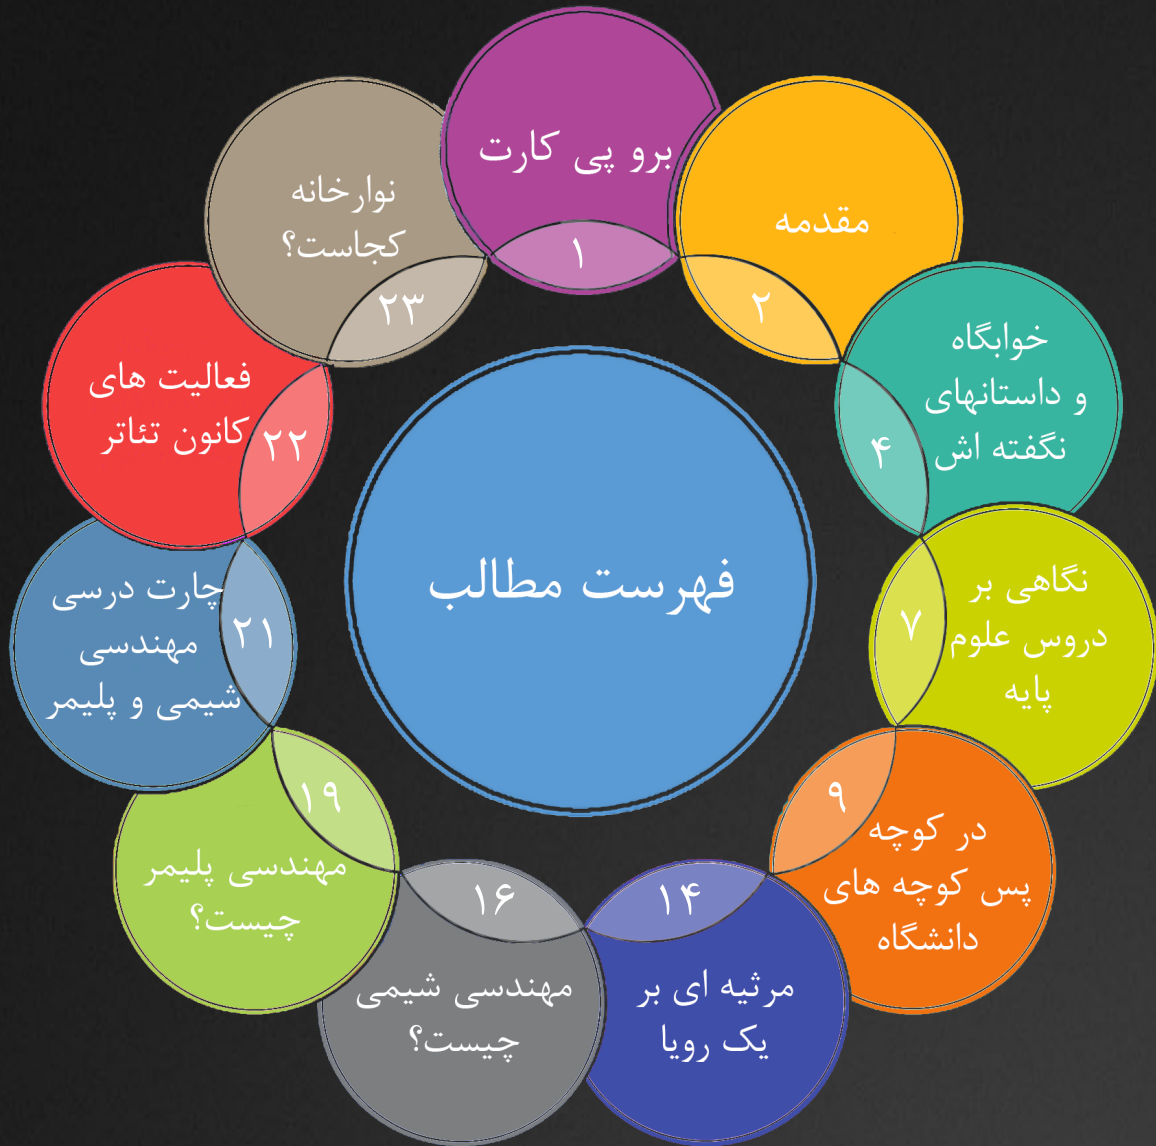 فهرست مطالب
برو پی کارت
۱
مقدمه
۲
خوابگاه
و داستانهای
نگفته اش
۴
نگاهی بر
دروس علوم
پایه
۷
در کوچه
پس کوچه های
دانشگاه
۹
مرثیه ای بر
یک رویا
۱۴
مهندسی شیمی
چیست؟
۱۶
مهندسی پلیمر
چیست؟
۱۹
چارت درسی
مهندسی
شیمی و پلیمر
۲۱
فعالیت های
کانون تئاتر
۲۲
نوارخانه
کجاست؟
۲۳